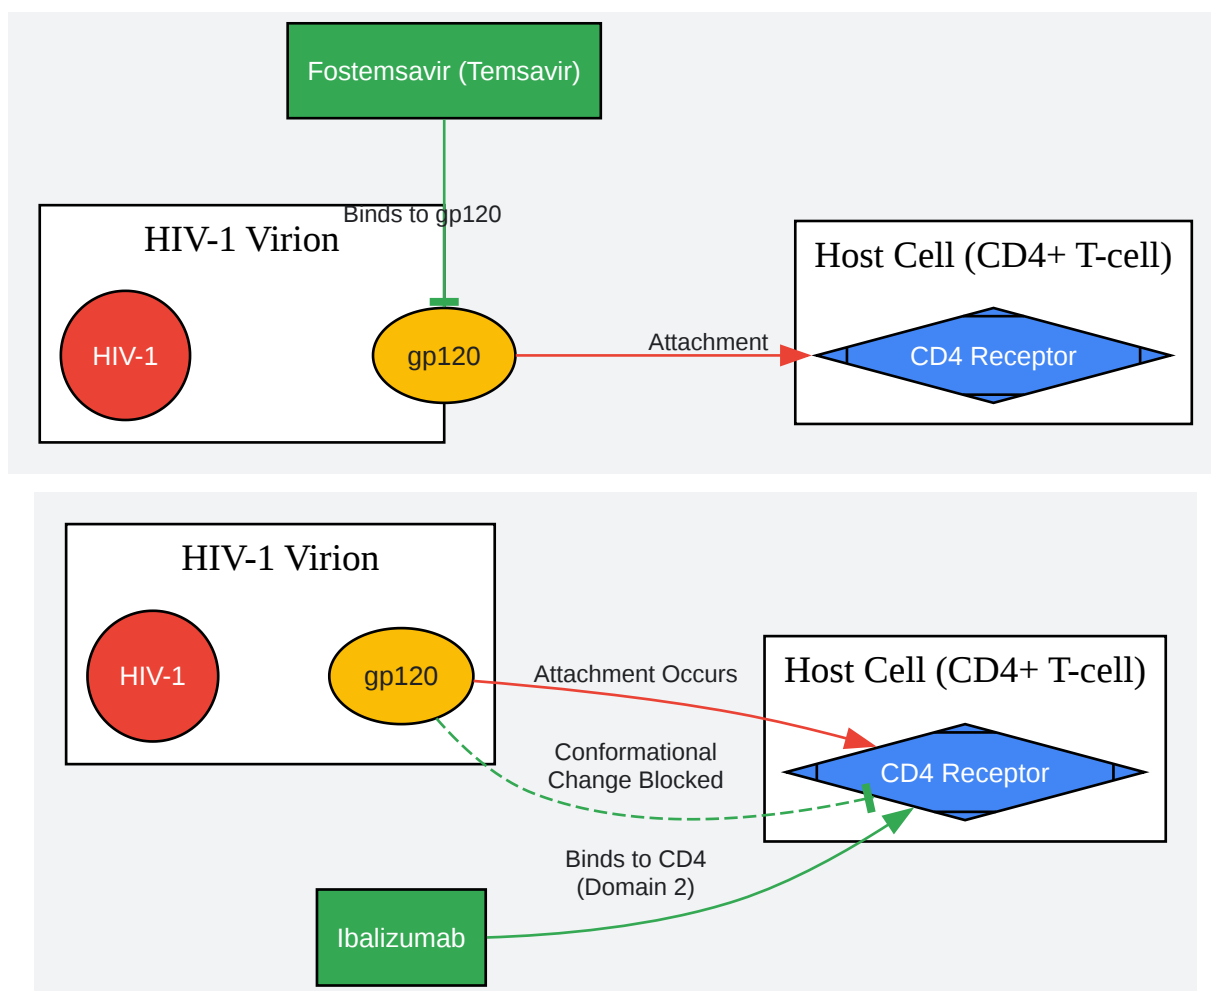 Fostemsavir (Temsavir)
Binds to gp120
HIV-1 Virion
Host Cell (CD4+ T-cell)
HIV-1
gp120
Attachment
CD4 Receptor
HIV-1 Virion
HIV-1
gp120
Attachment Occurs
Host Cell (CD4+ T-cell)
Conformational
Change Blocked
CD4 Receptor
Binds to CD4
(Domain 2)
Ibalizumab